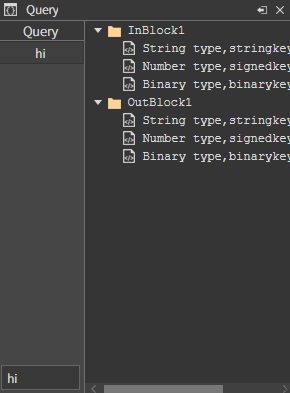 Query
Query
hi
InBlock1
String type,stringkey
Number type,signedkey
Binary type,binarykey
OutBlock1
String type,stringkey
Number type,signedkey
Binary type,binarykey
hi